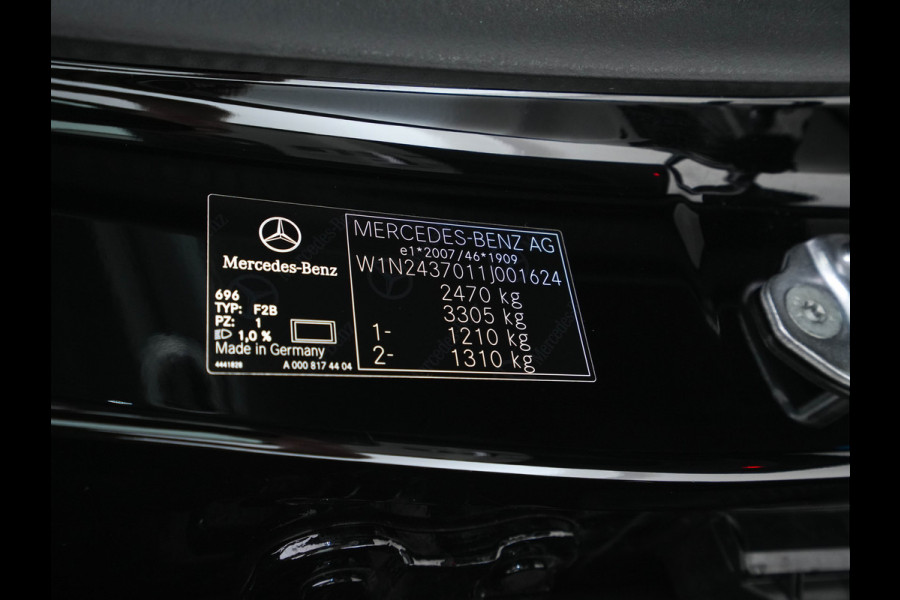 Mercedes-Benz
696
TYP: F2B
PZ: 1
1,0 %
Made in Germany
4441828 A 000 817 44 04
MERCEDES-BENZ AG
e1*2007/46*1909
W1N2437011J001624
2470 kg
3305 kg
1- 1210 kg
2- 1310 kg